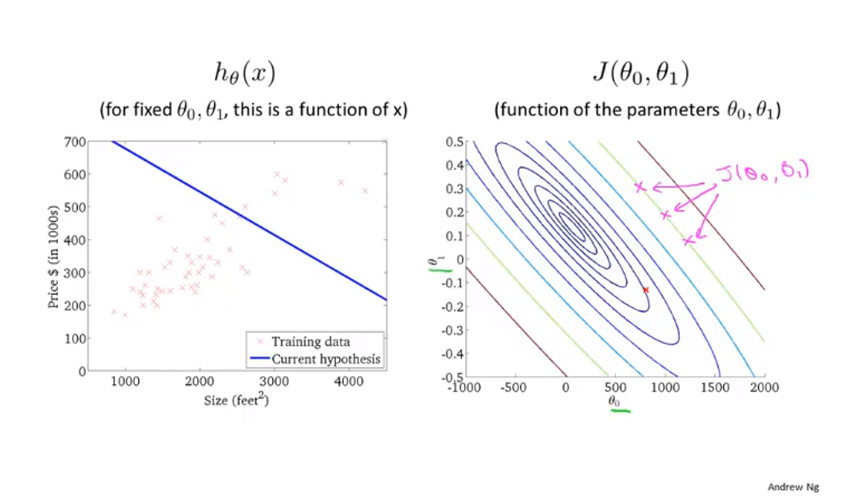 hθ(x)
(for fixed θ₀, θ₁, this is a function of x)
700
600
500
400
300
200
100
0
Price $ (in 1000s)
1000 2000 3000 4000
Size (feet²)
Training data
Current hypothesis
J(θ₀, θ₁)
(function of the parameters θ₀, θ₁)
0.5
0.4
0.3
0.2
0.1
0
-0.1
-0.2
-0.3
-0.4
-0.5
θ₁
-1000 -500 0 500 1000 1500 2000
θ₀
J(θ₀, θ₁)
Andrew Ng